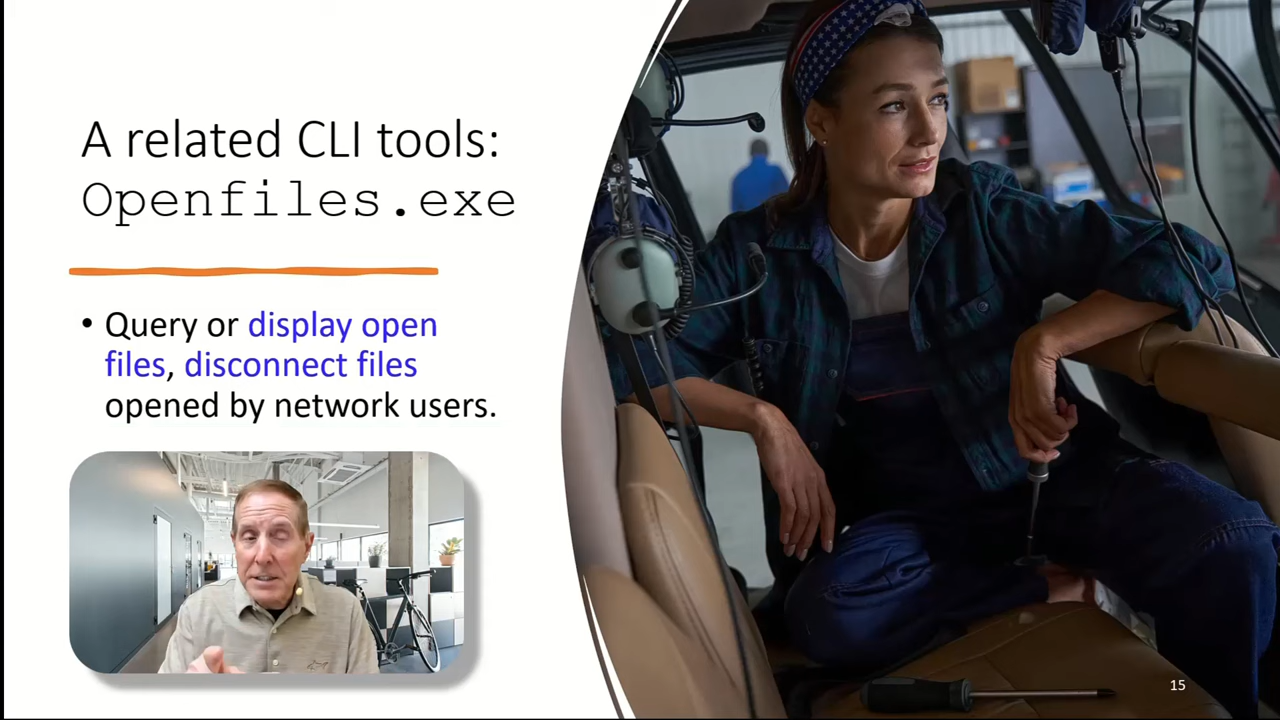 A related CLI tools:
Openfiles.exe
• Query or display open
files, disconnect files
opened by network users.
15